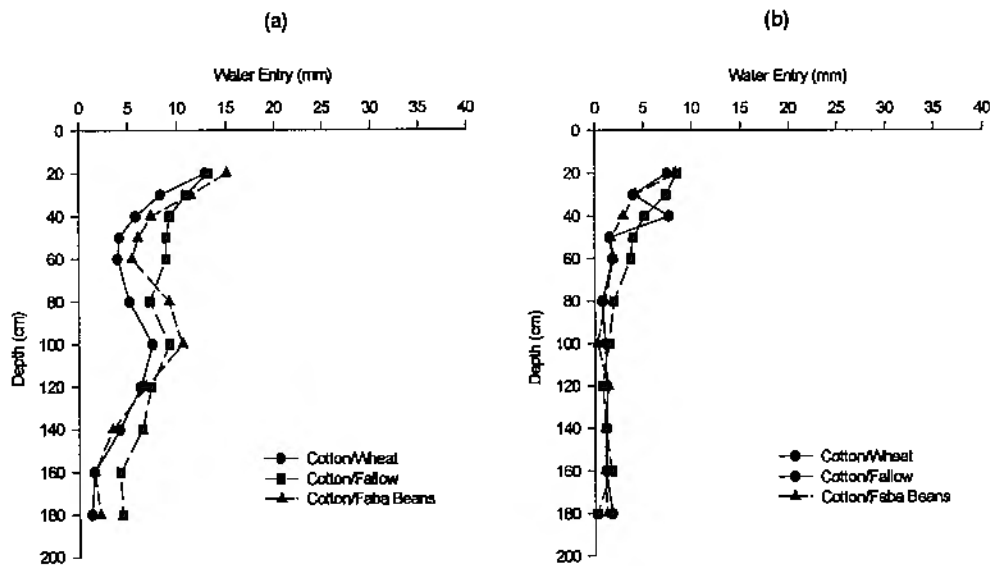 (a)
Water Entry (mm)
0 5 10 15 20 25 30 35 40
0
20
40
60
80
100
120
140
160
180
200
Depth (cm)
Cotton/Wheat
Cotton/Fallow
Cotton/Faba Beans
(b)
Water Entry (mm)
0 5 10 15 20 25 30 35 40
0
20
40
60
80
100
120
140
160
180
200
Depth (cm)
Cotton/Wheat
Cotton/Fallow
Cotton/Faba Beans